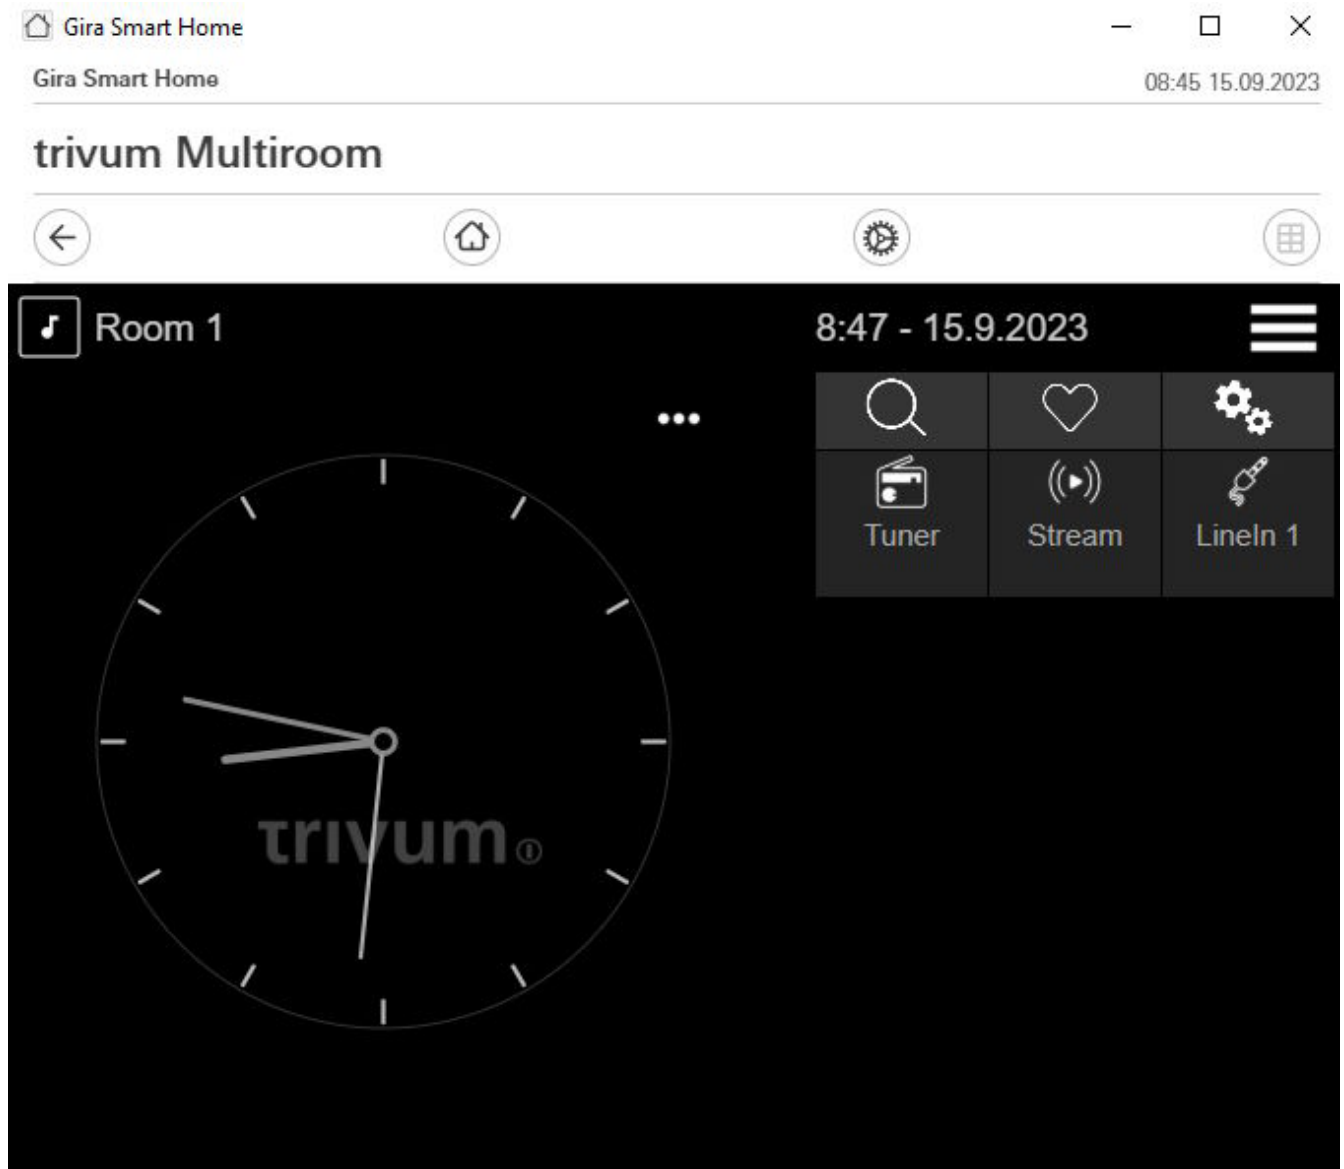 Gira Smart Home
Gira Smart Home 08:45 15.09.2023
trivum Multiroom
Room 1 8:47 - 15.9.2023
Tuner Stream LineIn 1
trivum